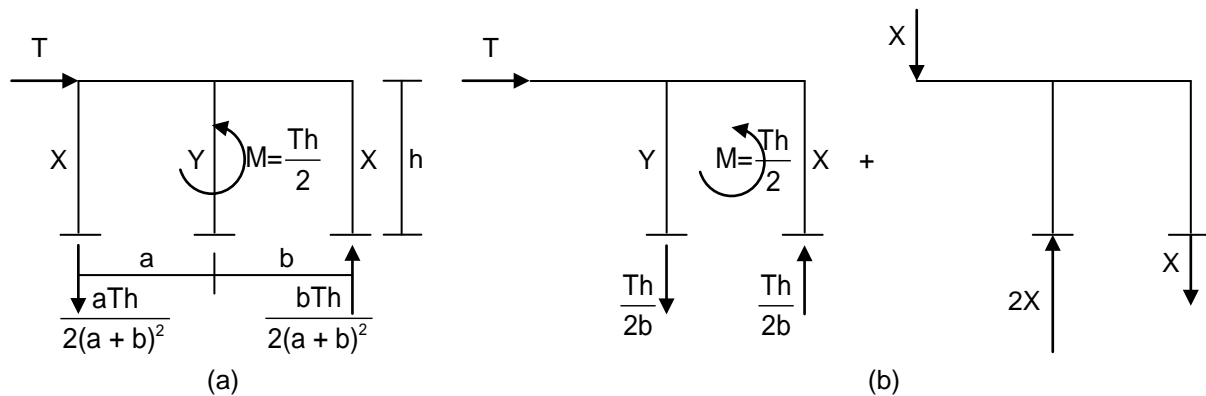 T
X
Y
M = Th/2
X
h
a
b
aTh/2(a + b)²
bTh/2(a + b)²
(a)
T
Y
M = Th/2
X
+
Th/2b
Th/2b
X
2X
X
(b)